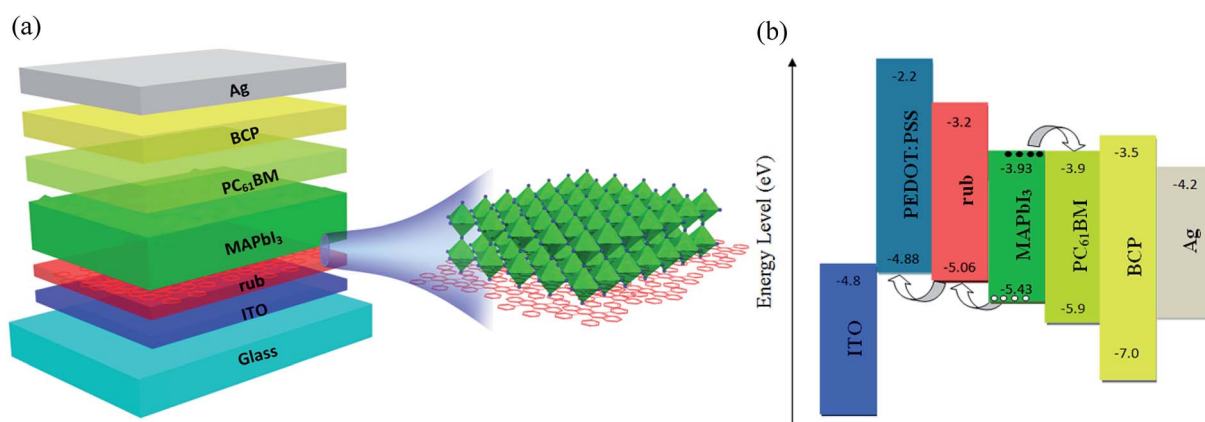 (a)
Ag
BCP
PC₆₁BM
MAPbI₃
rub
ITO
Glass
(b)
Energy Level (eV)
-4.8
ITO
-2.2
PEDOT:PSS
-4.88
-3.2
rub
-5.06
-3.93
MAPbI₃
-5.43
-3.9
PC₆₁BM
-5.9
-3.5
BCP
-7.0
-4.2
Ag